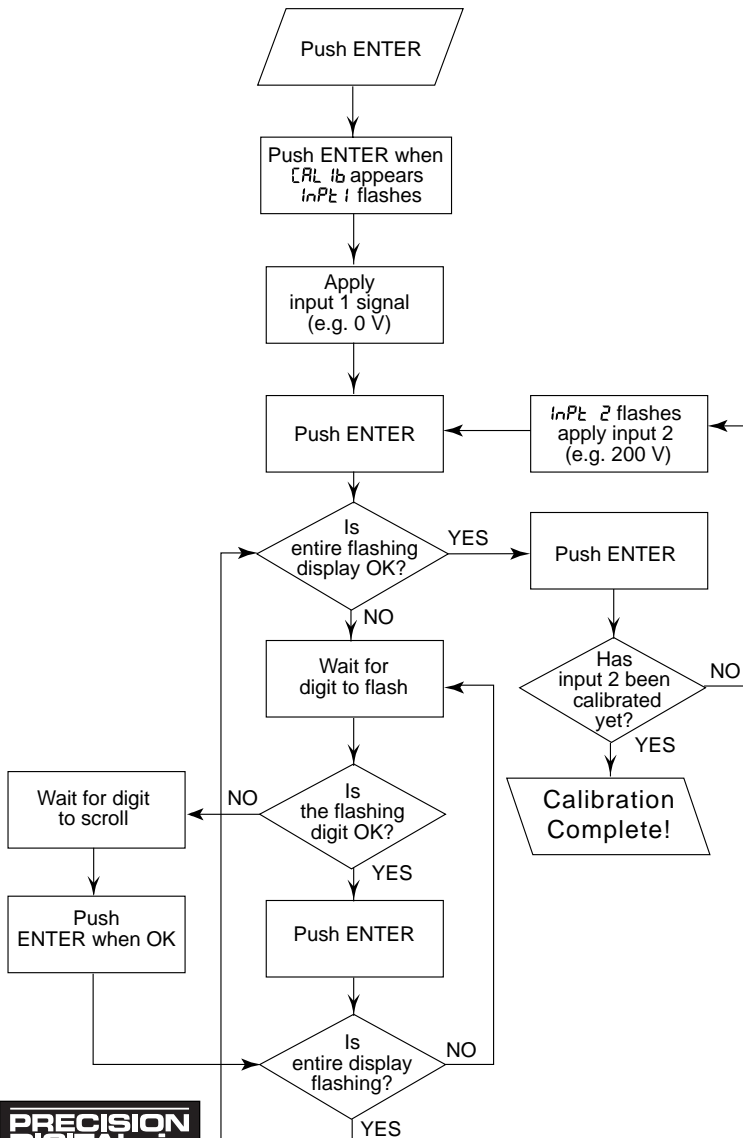 Push ENTER
Push ENTER when
CAL ib appears
InPt 1 flashes
Apply
input 1 signal
(e.g. 0 V)
Push ENTER
InPt 2 flashes
apply input 2
(e.g. 200 V)
Is
entire flashing
display OK?
YES
Push ENTER
NO
Wait for
digit to flash
Has
input 2 been
calibrated
yet?
NO
YES
Calibration
Complete!
Is
the flashing
digit OK?
NO
Wait for digit
to scroll
YES
Push
ENTER when OK
Push ENTER
Is
entire display
flashing?
NO
YES
PRECISION
DIGITAL